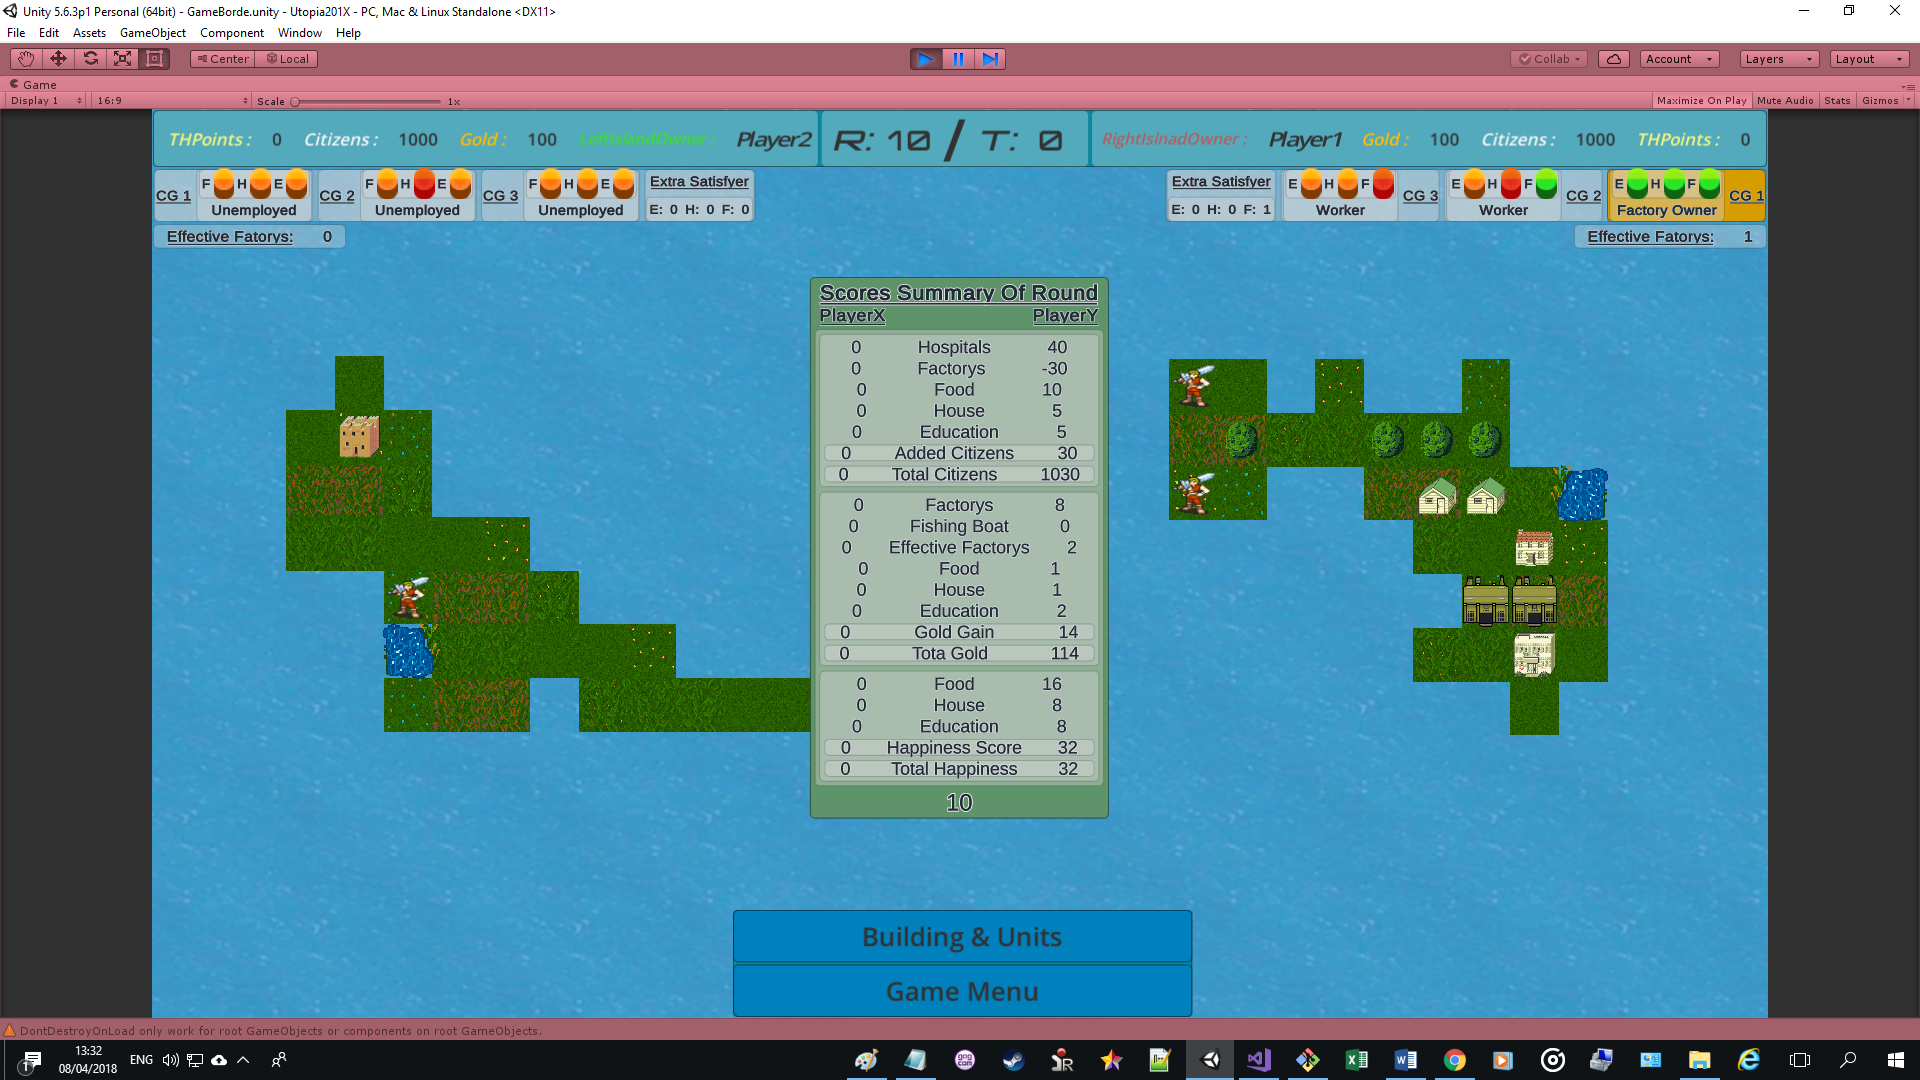 Unity 5.6.3p1 Personal (64bit) - GameBorde.unity - Utopia201X - PC, Mac & Linux Standalone <DX11>
File Edit Assets GameObject Component Window Help
Center Local Collab Account Layers Layout
Game
Display 1 16:9 Scale 1x Maximize On Play Mute Audio Stats Gizmos
THPoints : 0 Citizens : 1000 Gold : 100 LeftIslandOwner : Player2 R: 10 / T: 0 RightIslnadOwner : Player1 Gold : 100 Citizens : 1000 THPoints : 0
CG 1 F H E Unemployed CG 2 F H E Unemployed CG 3 F H E Unemployed Extra Satisfyer E: 0 H: 0 F: 0
Extra Satisfyer E: 0 H: 0 F: 1 E H F Worker CG 3 E H F Worker CG 2 E H F Factory Owner CG 1
Effective Fatorys: 0
Effective Fatorys: 1
Scores Summary Of Round
PlayerX PlayerY
0 Hospitals 40
0 Factorys -30
0 Food 10
0 House 5
0 Education 5
0 Added Citizens 30
0 Total Citizens 1030
0 Factorys 8
0 Fishing Boat 0
0 Effective Factorys 2
0 Food 1
0 House 1
0 Education 2
0 Gold Gain 14
0 Tota Gold 114
0 Food 16
0 House 8
0 Education 8
0 Happiness Score 32
0 Total Happiness 32
10
Building & Units
Game Menu
DontDestroyOnLoad only work for root GameObjects or components on root GameObjects.
1 13:32 ENG
08/04/2018
gog com